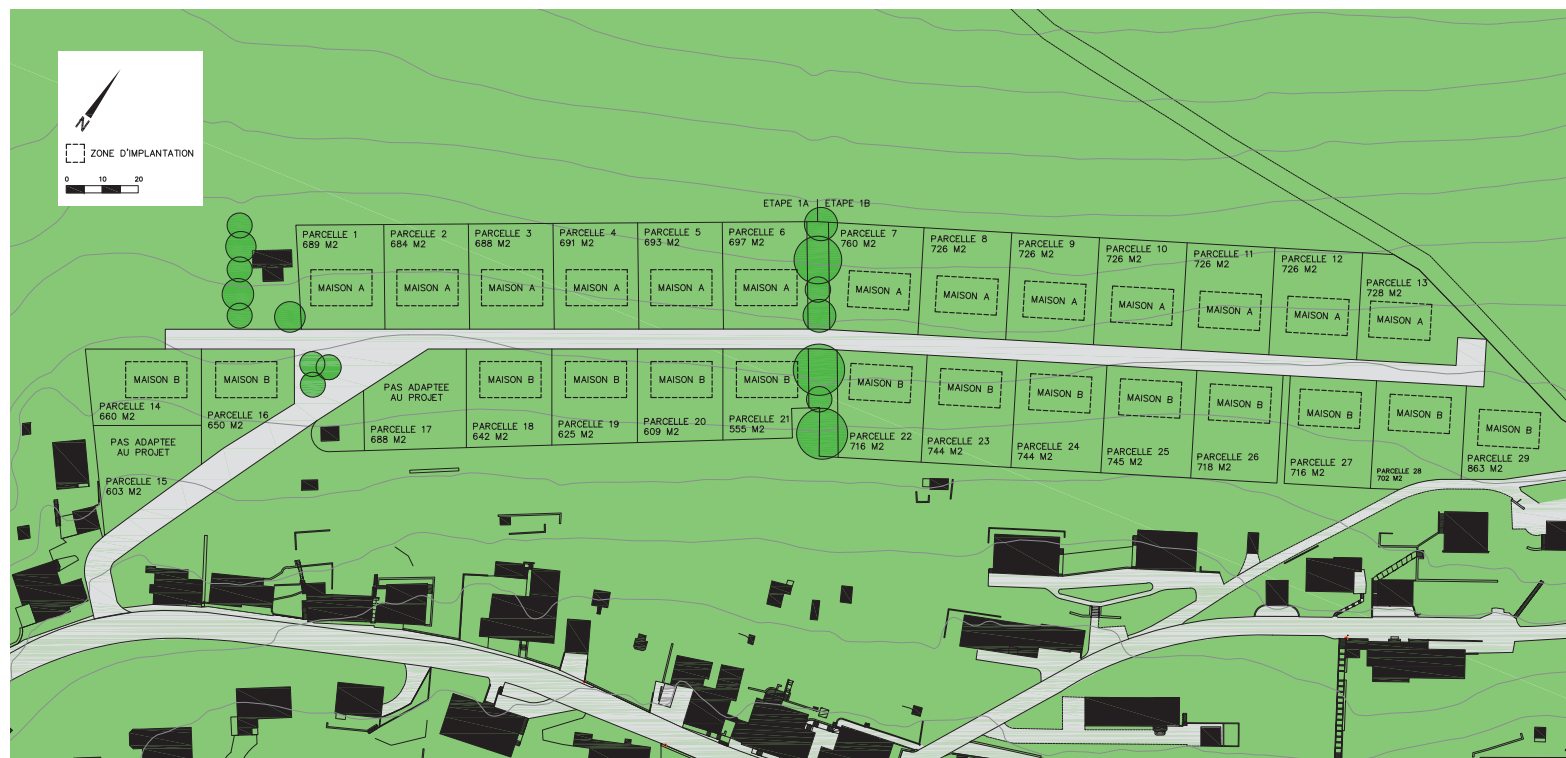 N
ZONE D'IMPLANTATION
0 10 20
ETAPE 1A
ETAPE 1B
PARCELLE 1
689 M2
MAISON A
PARCELLE 2
684 M2
MAISON A
PARCELLE 3
688 M2
MAISON A
PARCELLE 4
691 M2
MAISON A
PARCELLE 5
693 M2
MAISON A
PARCELLE 6
697 M2
MAISON A
PARCELLE 7
760 M2
MAISON A
PARCELLE 8
726 M2
MAISON A
PARCELLE 9
726 M2
MAISON A
PARCELLE 10
726 M2
MAISON A
PARCELLE 11
726 M2
MAISON A
PARCELLE 12
726 M2
MAISON A
PARCELLE 13
728 M2
MAISON A
MAISON B
PARCELLE 14
660 M2
PAS ADAPTEE
AU PROJET
PARCELLE 15
603 M2
MAISON B
PARCELLE 16
650 M2
PAS ADAPTEE
AU PROJET
PARCELLE 17
688 M2
MAISON B
PARCELLE 18
642 M2
MAISON B
PARCELLE 19
625 M2
MAISON B
PARCELLE 20
609 M2
MAISON B
PARCELLE 21
555 M2
MAISON B
PARCELLE 22
716 M2
MAISON B
PARCELLE 23
744 M2
MAISON B
PARCELLE 24
744 M2
MAISON B
PARCELLE 25
745 M2
MAISON B
PARCELLE 26
718 M2
MAISON B
PARCELLE 27
716 M2
MAISON B
PARCELLE 28
702 M2
MAISON B
PARCELLE 29
863 M2